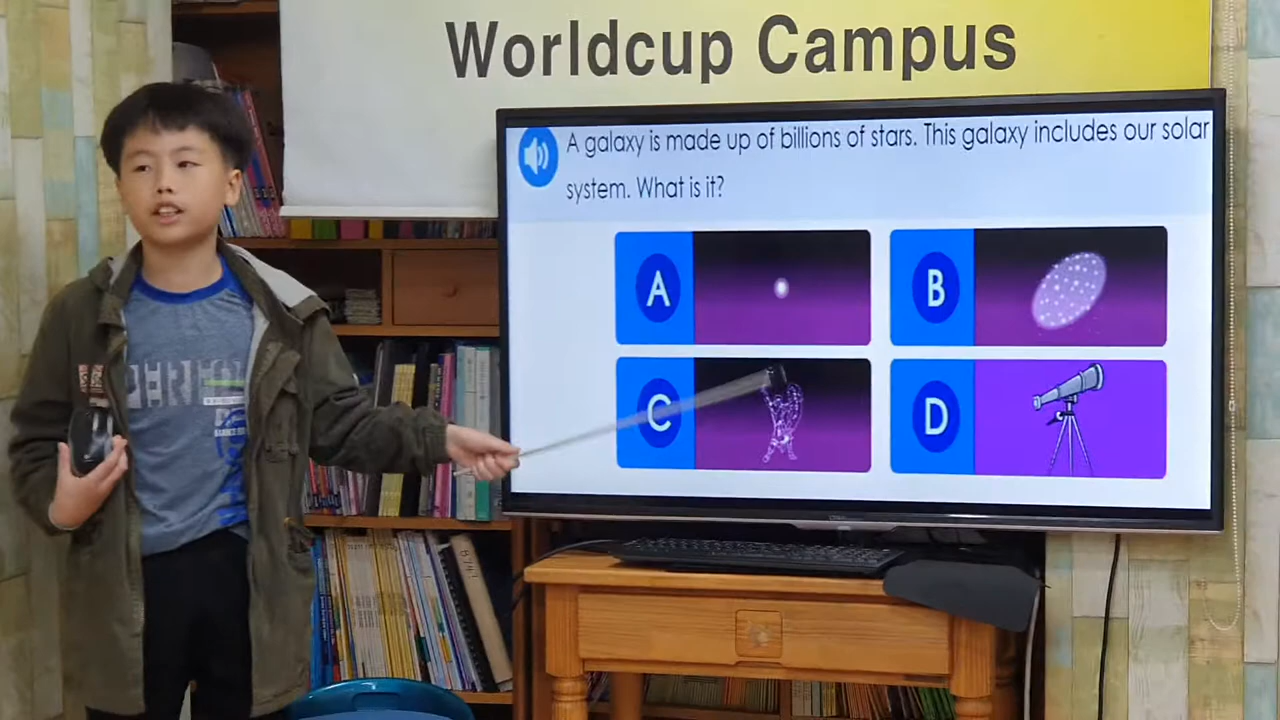 Worldcup Campus
A galaxy is made up of billions of stars. This galaxy includes our solar
system. What is it?
A
B
C
D